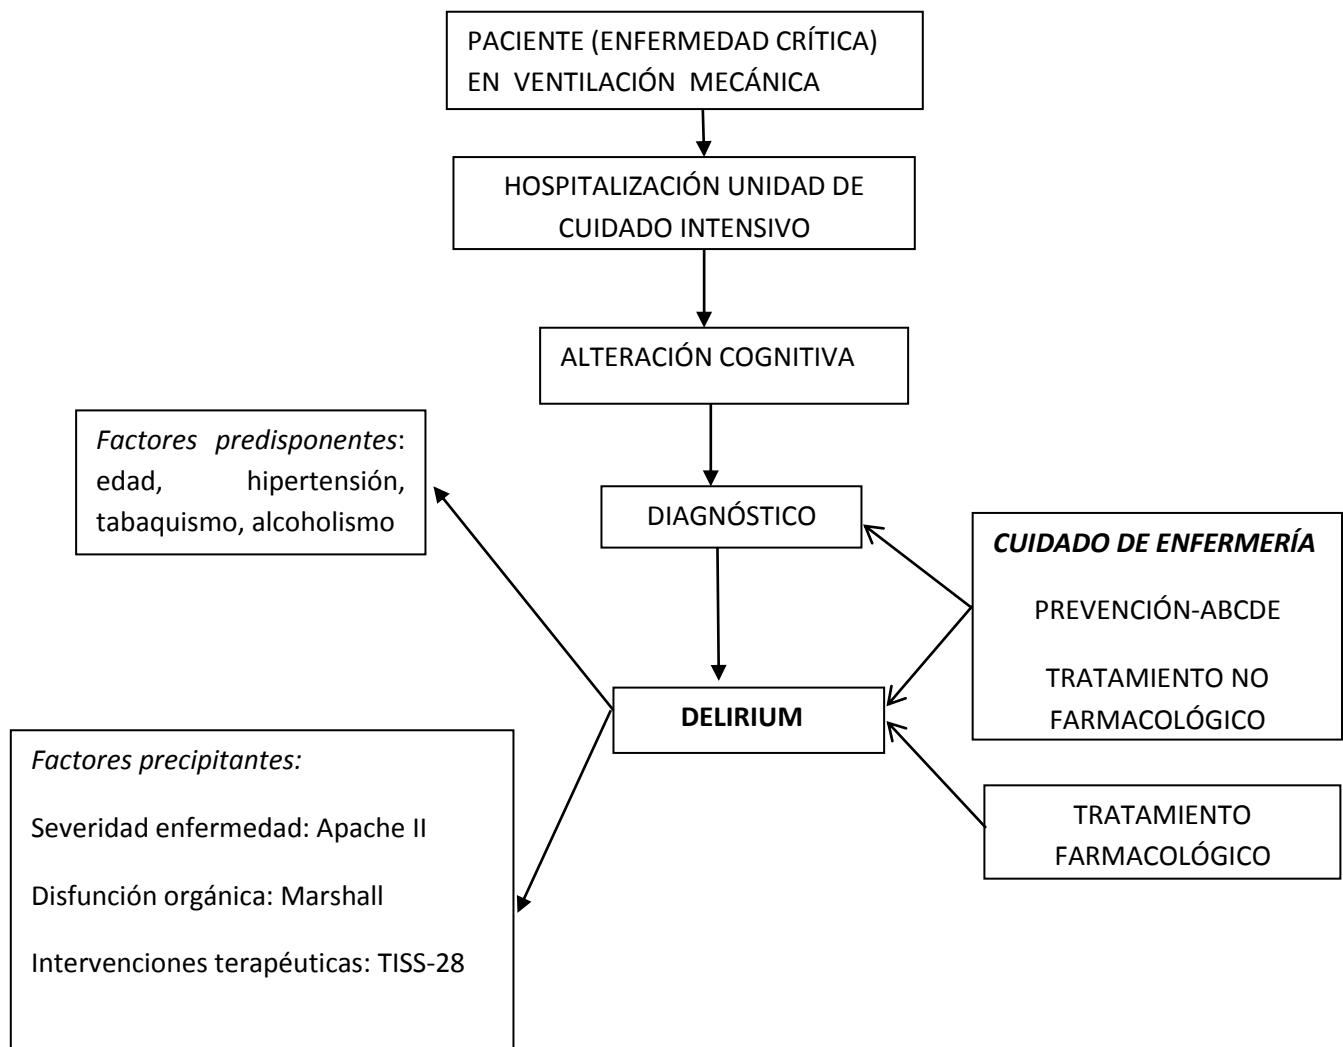 PACIENTE (ENFERMEDAD CRÍTICA)
EN VENTILACIÓN MECÁNICA
HOSPITALIZACIÓN UNIDAD DE
CUIDADO INTENSIVO
ALTERACIÓN COGNITIVA
Factores predisponentes:
edad, hipertensión,
tabaquismo, alcoholismo
DIAGNÓSTICO
CUIDADO DE ENFERMERÍA
PREVENCIÓN-ABCDE
TRATAMIENTO NO
FARMACOLÓGICO
DELIRIUM
Factores precipitantes:
Severidad enfermedad: Apache II
Disfunción orgánica: Marshall
Intervenciones terapéuticas: TISS-28
TRATAMIENTO
FARMACOLÓGICO